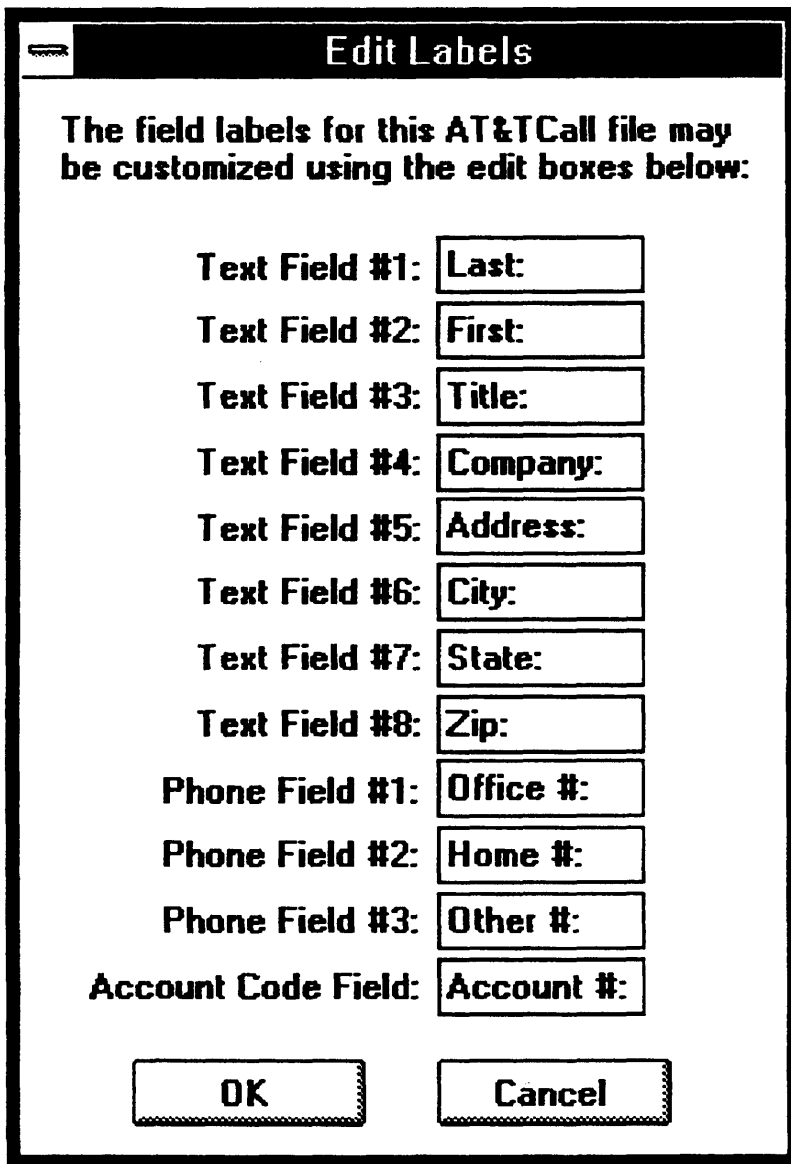 Edit Labels
The field labels for this AT&TCall file may
be customized using the edit boxes below:
Text Field #1: Last:
Text Field #2: First:
Text Field #3: Title:
Text Field #4: Company:
Text Field #5: Address:
Text Field #6: City:
Text Field #7: State:
Text Field #8: Zip:
Phone Field #1: Office #:
Phone Field #2: Home #:
Phone Field #3: Other #:
Account Code Field: Account #:
OK Cancel